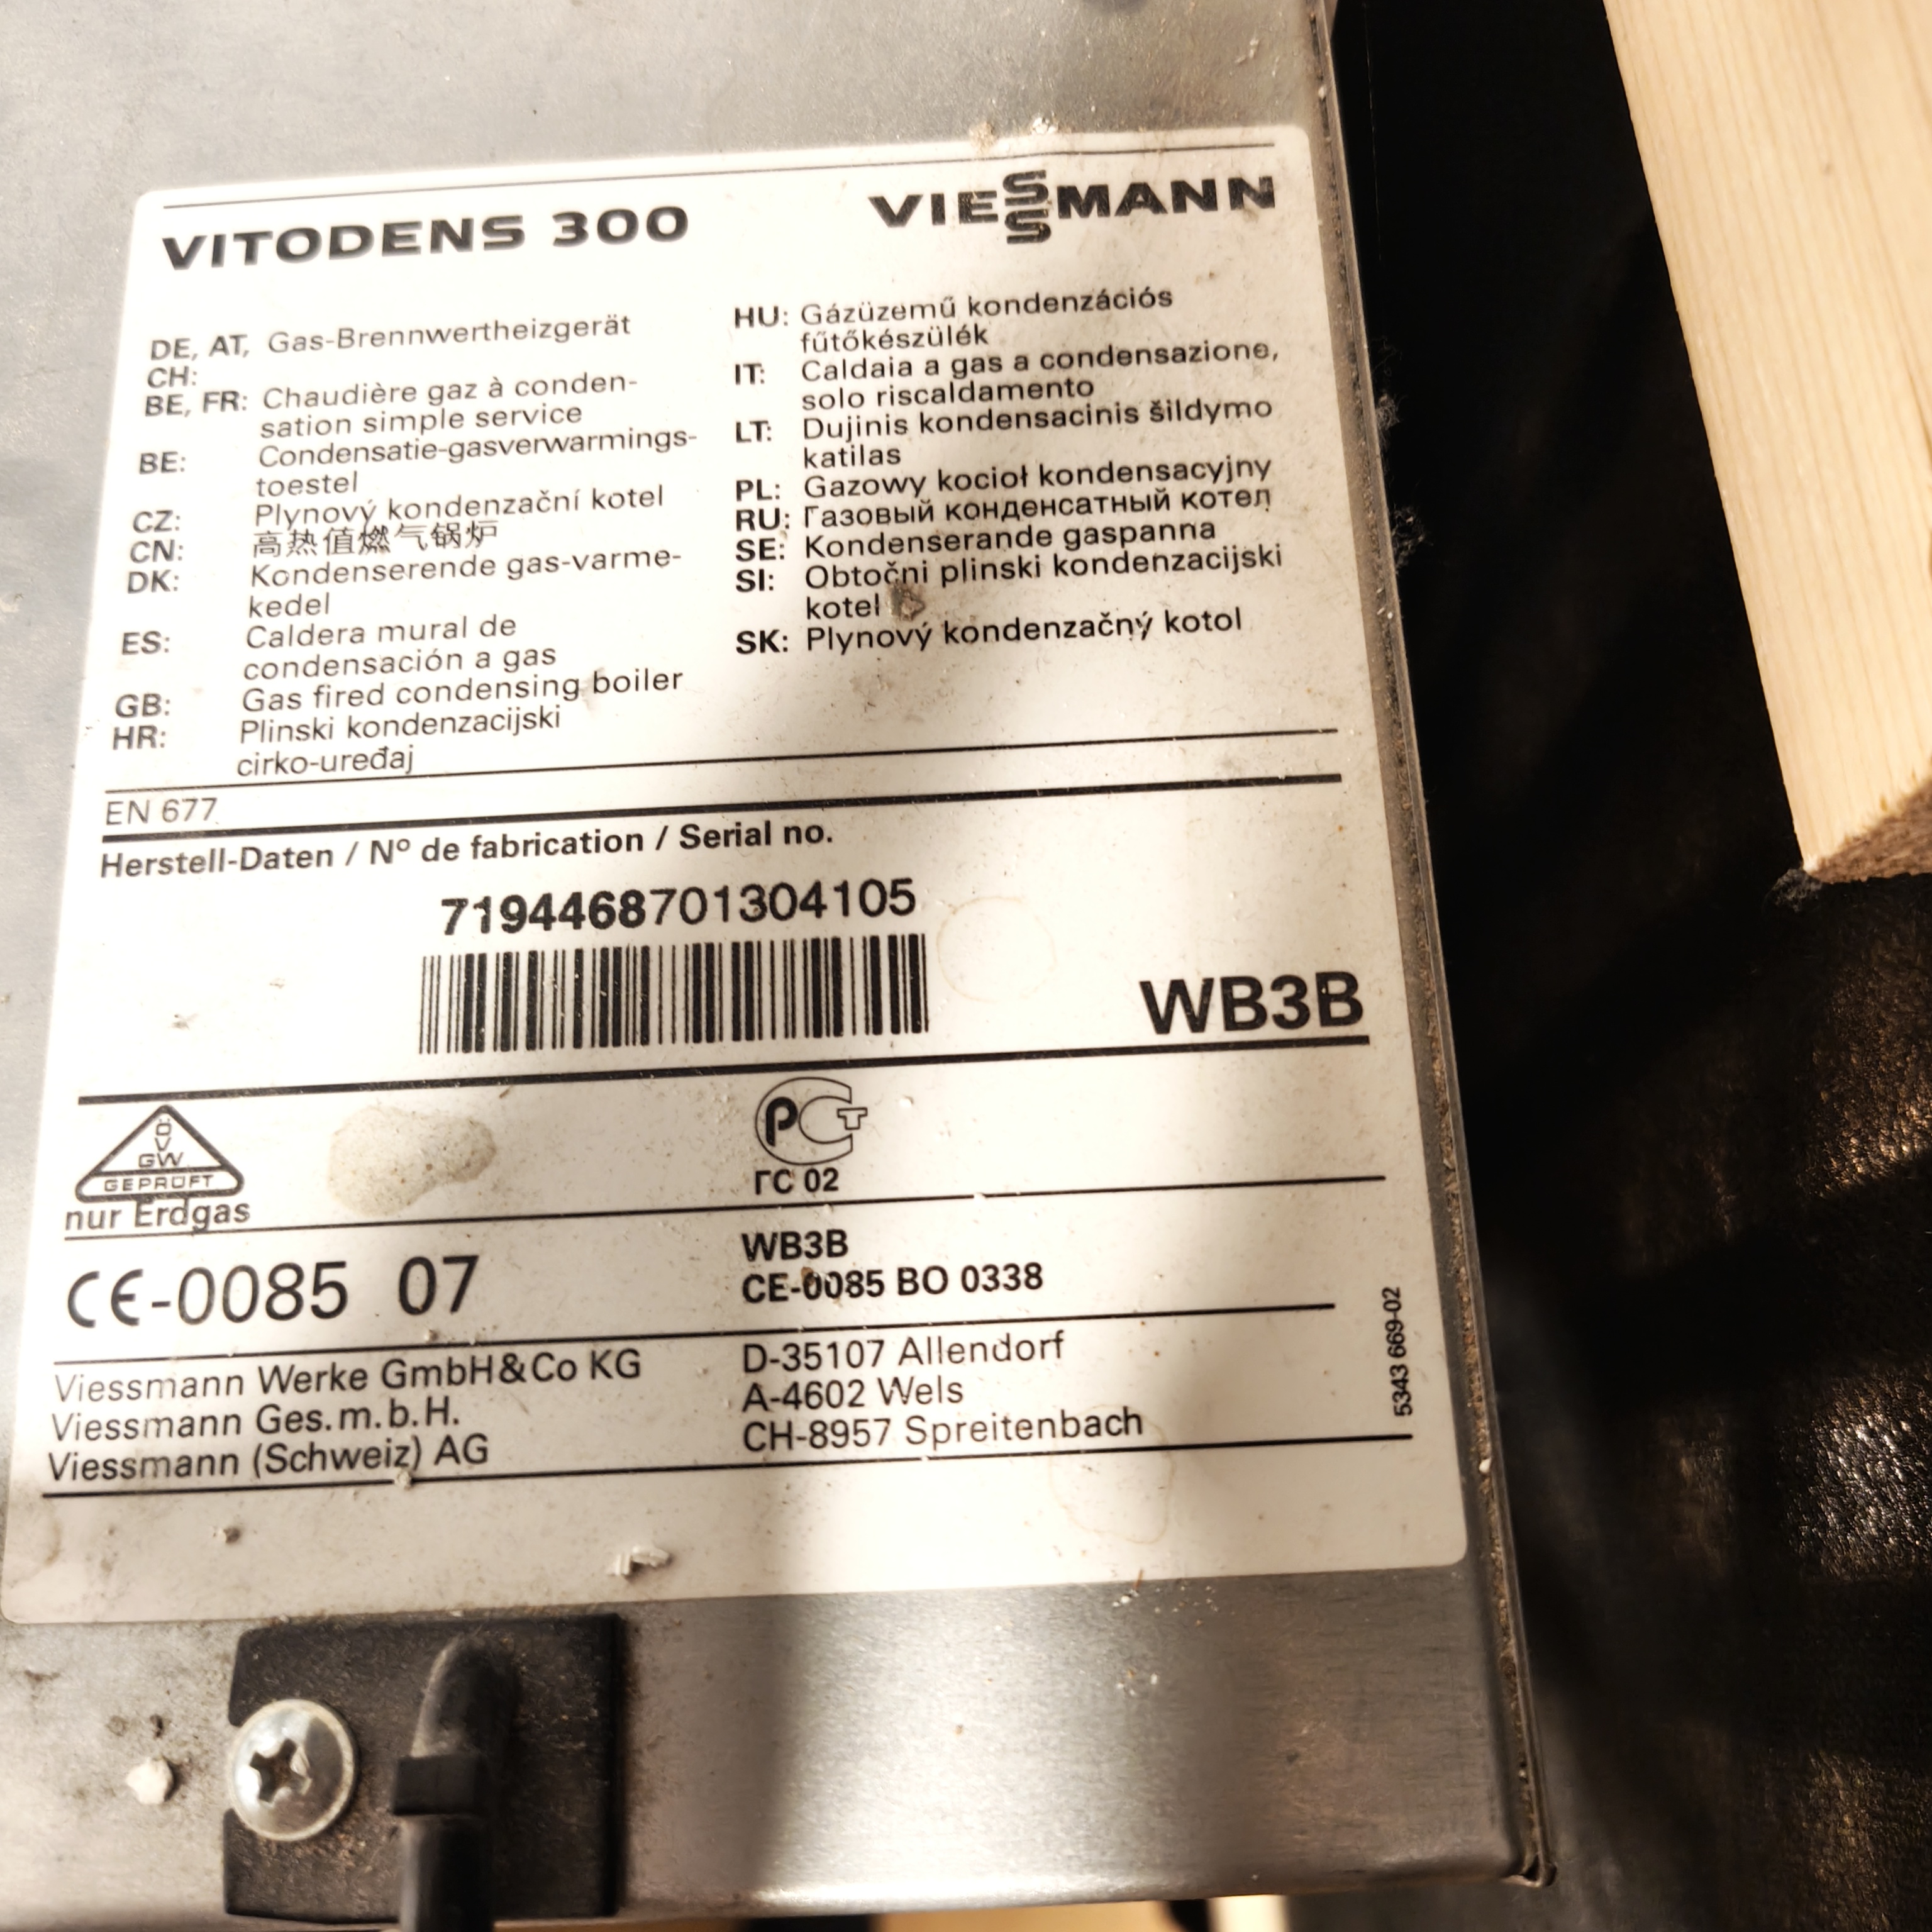 VITODENS 300
VIESSMANN
DE, AT, CH: Gas-Brennwertheizgerät
BE, FR: Chaudière gaz à conden-
sation simple service
BE: Condensatie-gasverwarmings-
toestel
CZ: Plynový kondenzační kotel
CN: 高热值燃气锅炉
DK: Kondenserende gas-varme-
kedel
ES: Caldera mural de
condensación a gas
GB: Gas fired condensing boiler
HR: Plinski kondenzacijski
cirko-uređaj
HU: Gázüzemű kondenzációs
fűtőkészülék
IT: Caldaia a gas a condensazione,
solo riscaldamento
LT: Dujinis kondensacinis šildymo
katilas
PL: Gazowy kocioł kondensacyjny
RU: Газовый конденсатный котел
SE: Kondenserande gaspanna
SI: Obtočni plinski kondenzacijski
kotel
SK: Plynový kondenzačný kotol
EN 677
Herstell-Daten / Nº de fabrication / Serial no.
7194468701304105
WB3B
Ö
V
GW
GEPRÜFT
nur Erdgas
РСТ
ГС 02
CE-0085 07
WB3B
CE-0085 BO 0338
Viessmann Werke GmbH&Co KG
Viessmann Ges.m.b.H.
Viessmann (Schweiz) AG
D-35107 Allendorf
A-4602 Wels
CH-8957 Spreitenbach
5343 669-02